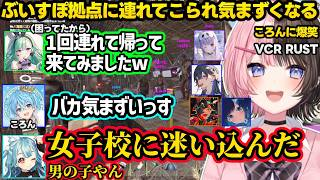 ぶいすぽ拠点に連れてこられ気まずくなる
ころんに爆笑
VCR RUST
(困ってたから)
1回連れて帰って
来てみましたw
ころん
バカ気まずいっす
ころん
女子校に迷い込んだ
男の子やん